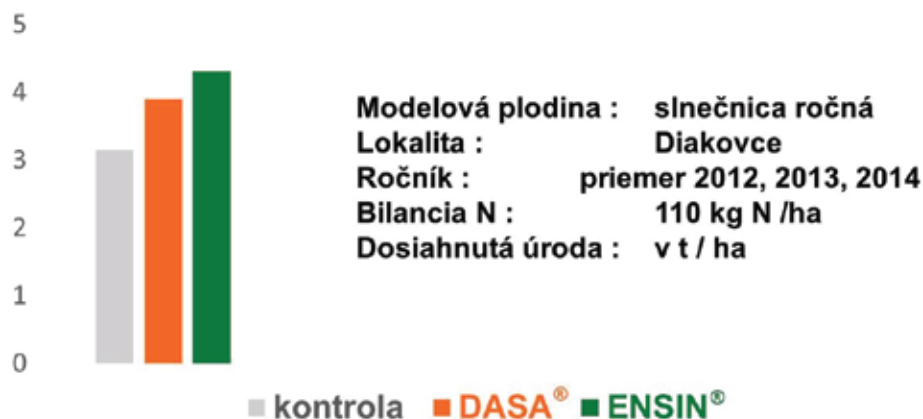 5
4
3
2
1
0
Modelová plodina : slnečnica ročná
Lokalita : Diakovce
Ročník : priemer 2012, 2013, 2014
Bilancia N : 110 kg N /ha
Dosiahnutá úroda : v t / ha
kontrola DASA® ENSIN®